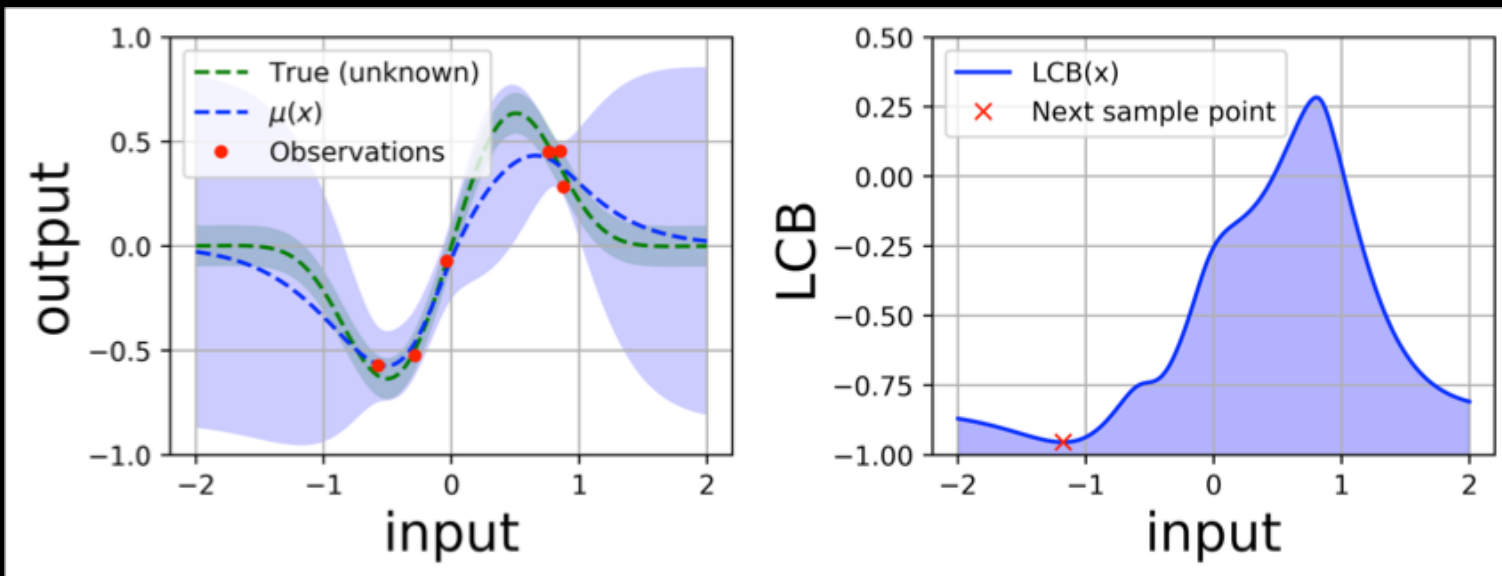 True (unknown)
μ(x)
Observations
1.0
0.5
0.0
−0.5
−1.0
output
−2 −1 0 1 2
input
LCB(x)
Next sample point
0.50
0.25
0.00
−0.25
−0.50
−0.75
−1.00
LCB
−2 −1 0 1 2
input